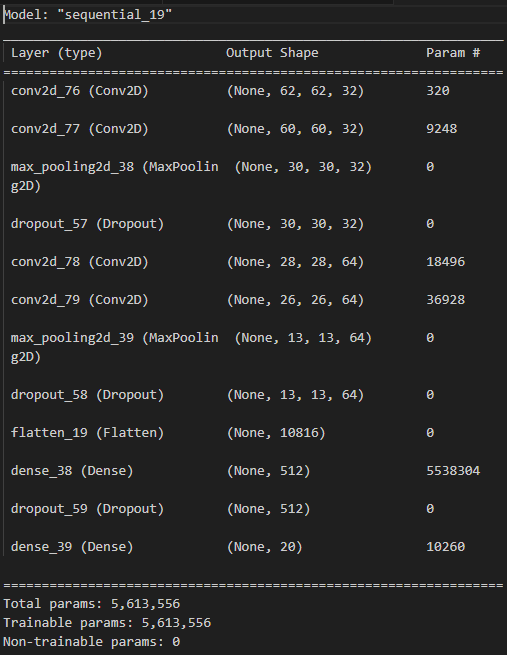 Model: "sequential_19"
Layer (type) Output Shape Param #
=================================================================
conv2d_76 (Conv2D) (None, 62, 62, 32) 320
conv2d_77 (Conv2D) (None, 60, 60, 32) 9248
max_pooling2d_38 (MaxPoolin (None, 30, 30, 32) 0
g2D)
dropout_57 (Dropout) (None, 30, 30, 32) 0
conv2d_78 (Conv2D) (None, 28, 28, 64) 18496
conv2d_79 (Conv2D) (None, 26, 26, 64) 36928
max_pooling2d_39 (MaxPoolin (None, 13, 13, 64) 0
g2D)
dropout_58 (Dropout) (None, 13, 13, 64) 0
flatten_19 (Flatten) (None, 10816) 0
dense_38 (Dense) (None, 512) 5538304
dropout_59 (Dropout) (None, 512) 0
dense_39 (Dense) (None, 20) 10260
=================================================================
Total params: 5,613,556
Trainable params: 5,613,556
Non-trainable params: 0